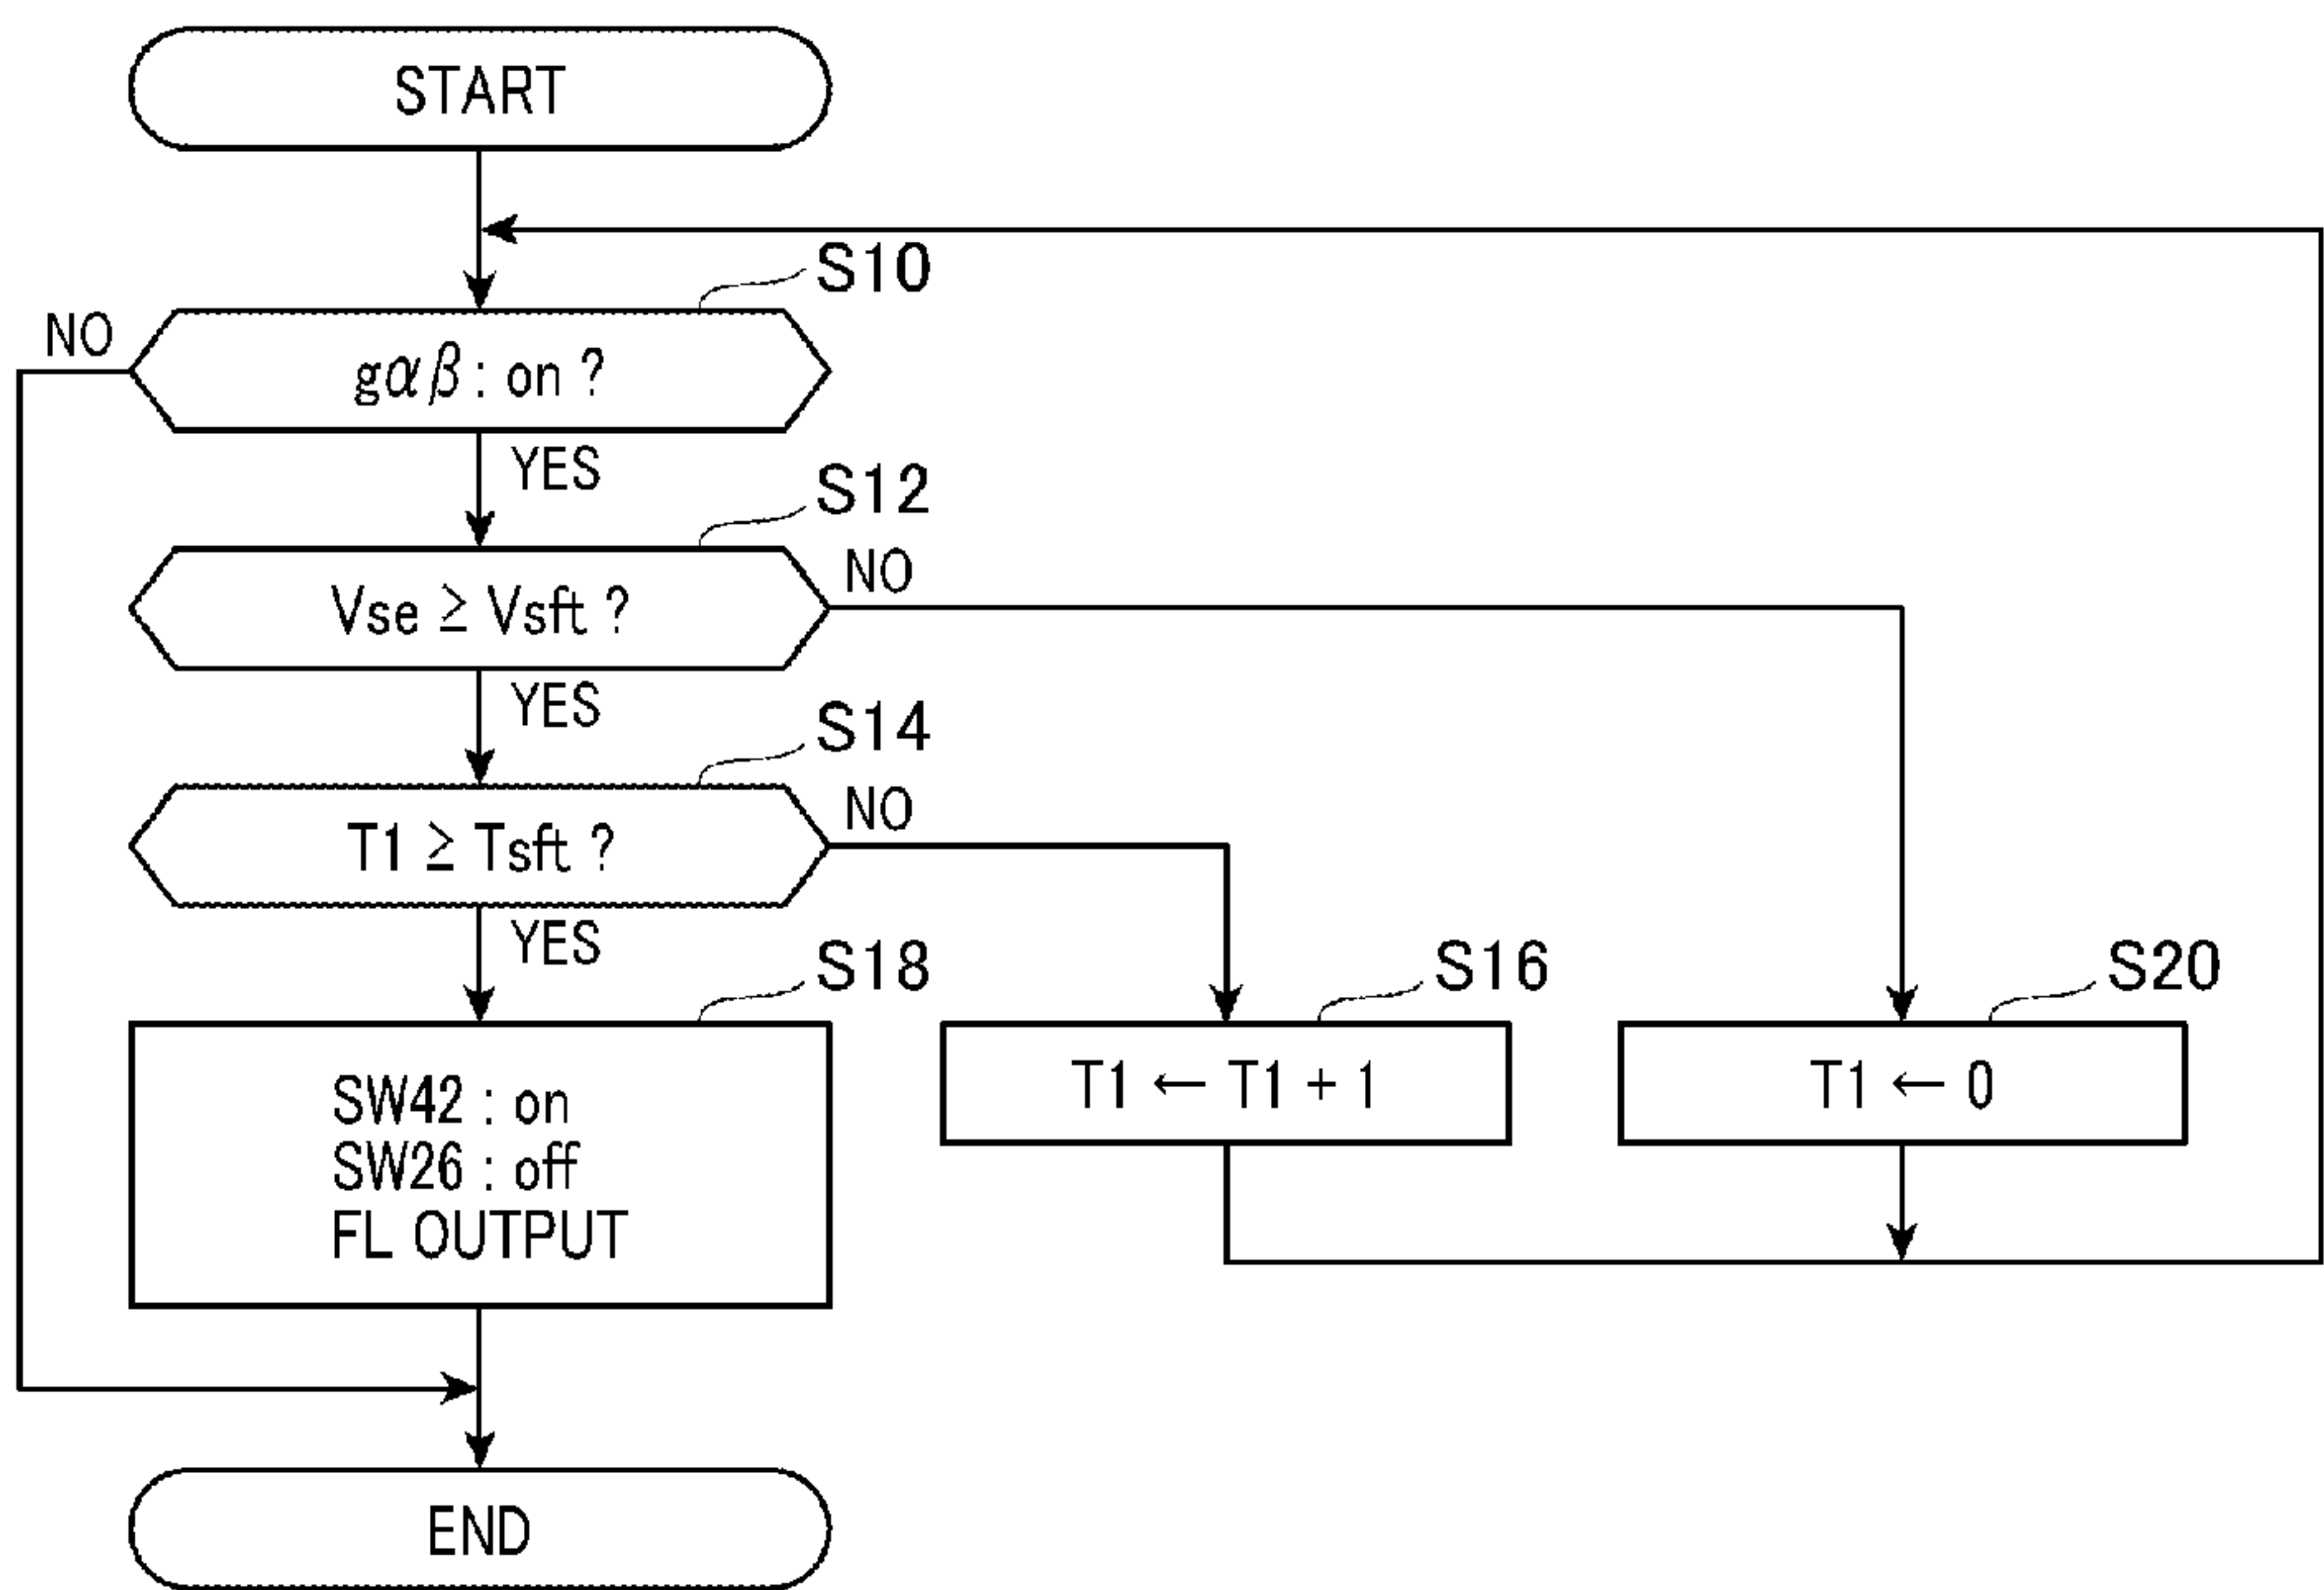 START
S10
NO
gαβ : on ?
YES
S12
NO
Vse ≥ Vsft ?
YES
S14
NO
T1 ≥ Tsft ?
YES
S18
S16
S20
SW42 : on
SW26 : off
FL OUTPUT
T1 ← T1 + 1
T1 ← 0
END